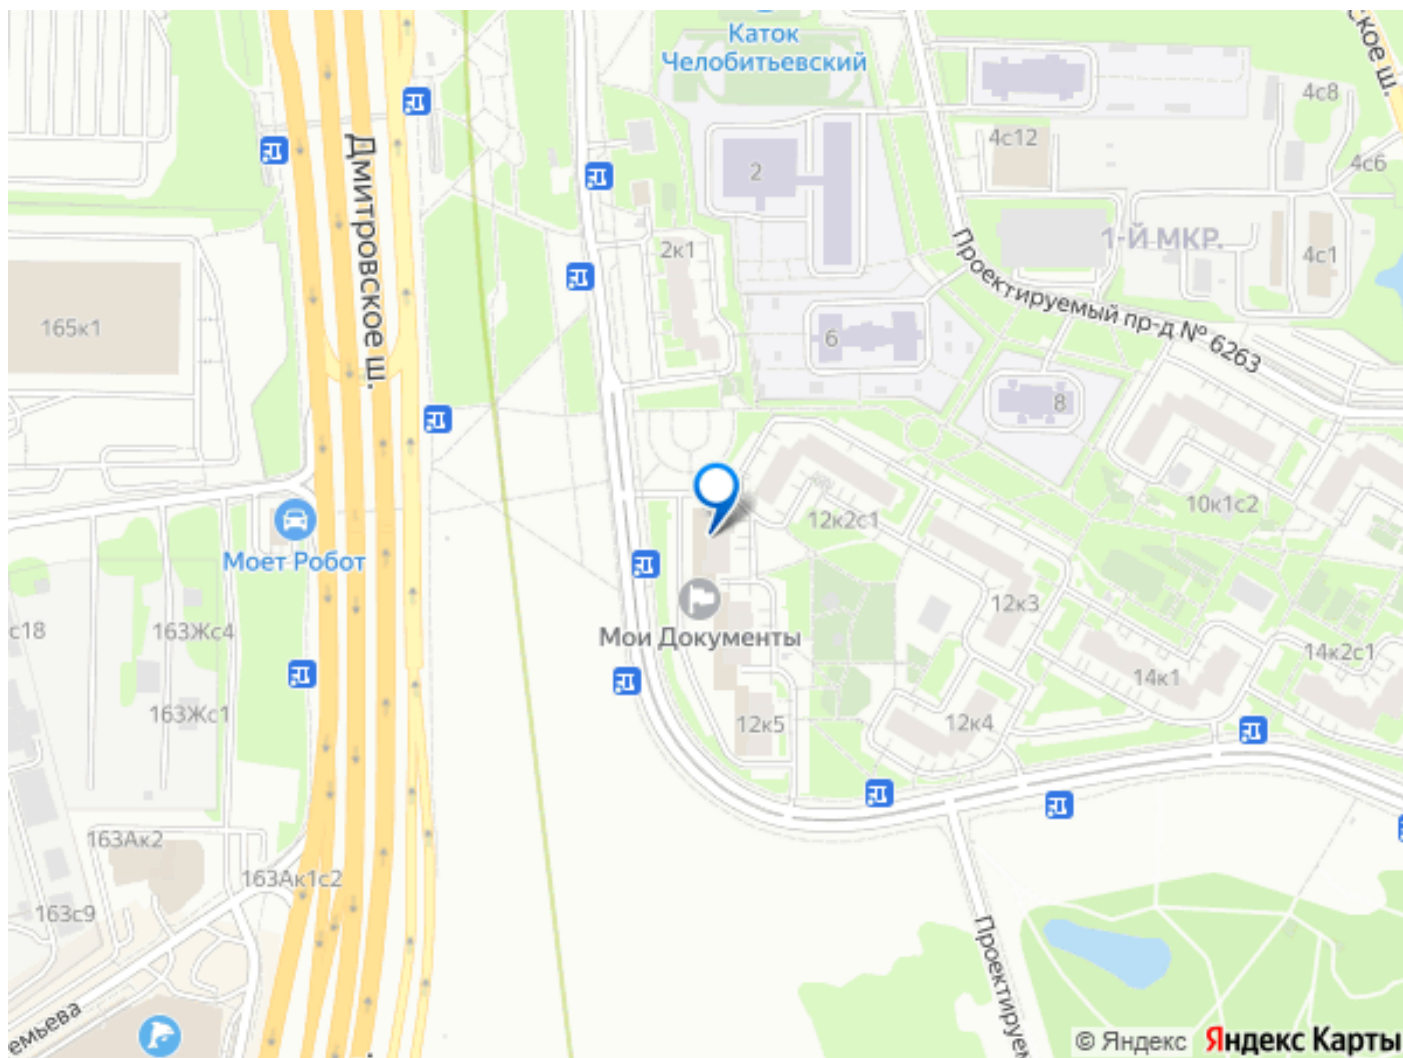 Каток
Челобитьевский
ское ш.
4с8
4с12
4с6
2
Дмитровское ш.
2к1
1-Й МКР.
4с1
Проектируемый пр-д № 6263
165к1
6
8
12к2с1
10к1с2
Моет Робот
12к3
Мои Документы
с18
163Жс4
14к2с1
14к1
163Жс1
12к5
12к4
163Ак2
163Ак1с2
163с9
Проектируем
емьева
© Яндекс
Яндекс Карты